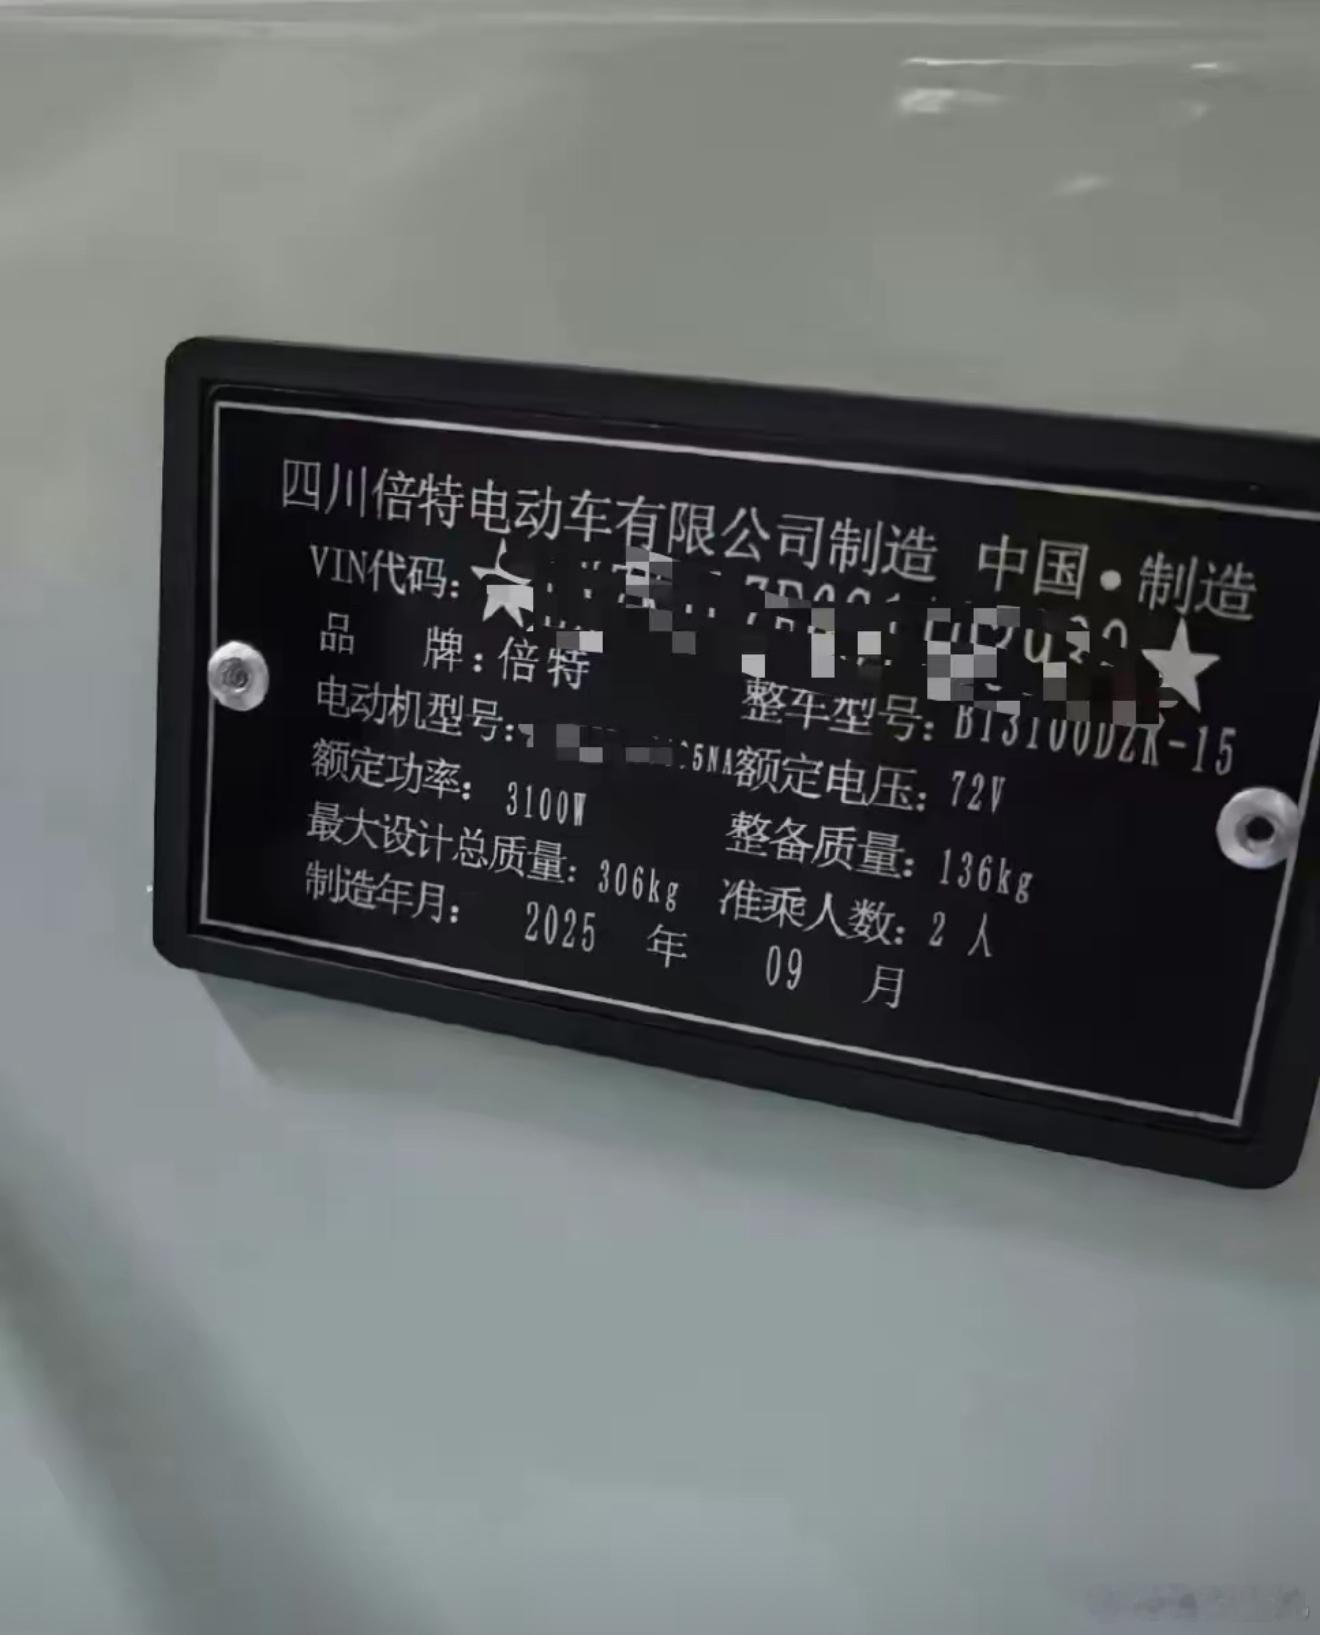 四川倍特电动车有限公司制造 中国·制造
VIN代码:
品 牌:倍特 整车型号:BT3100DZK-15
电动机型号: 5NA 额定电压:72V
额定功率: 3100W 整备质量:136kg
最大设计总质量:306kg 准乘人数:2 人
制造年月: 2025 年 09 月